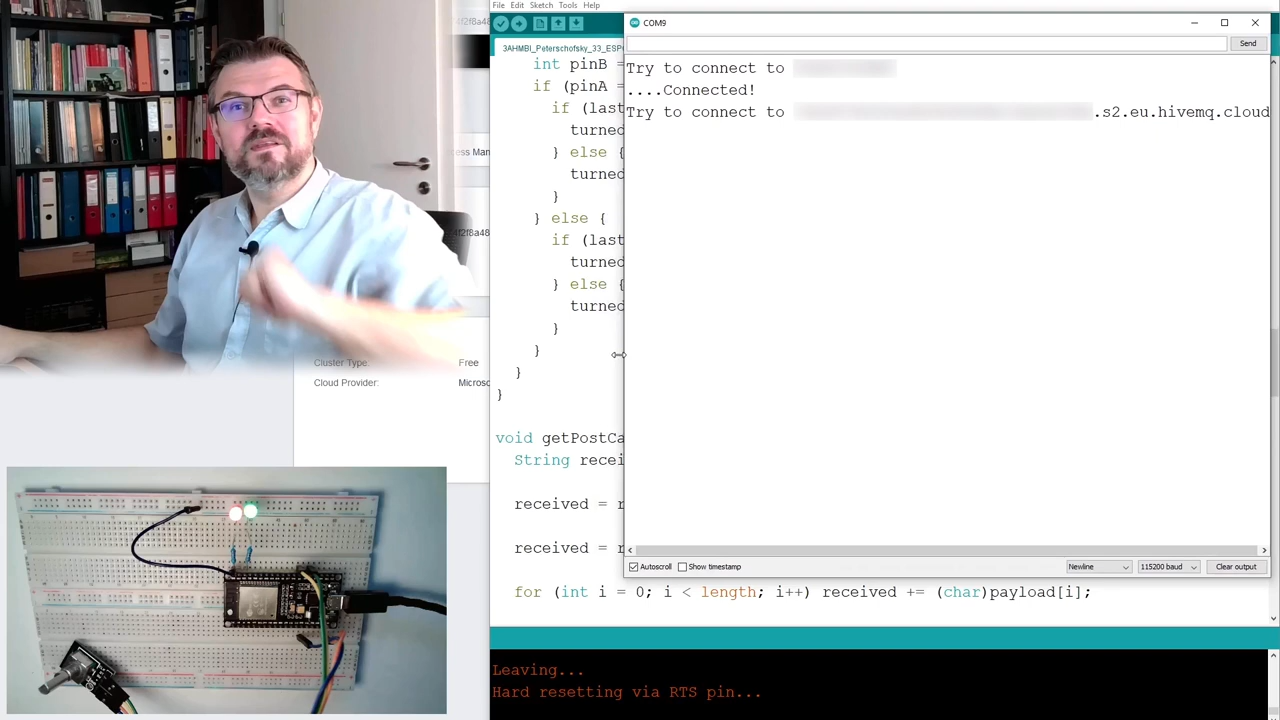 File Edit Sketch Tools Help
COM9
Send
3AHMBI_Peterschofsky_33_ESP
Try to connect to
....Connected!
Try to connect to .s2.eu.hivemq.cloud
int pinB =
if (pinA =
if (last
turned
} else {
turned
}
} else {
if (last
turned
} else {
turned
}
}
}
}
void getPostCa
String recei
received = r
received = r
for (int i = 0; i < length; i++) received += (char)payload[i];
Autoscroll Show timestamp
Newline
115200 baud
Clear output
Leaving...
Hard resetting via RTS pin...
ess Man
4f2f8a48
Cluster Type: Free
Cloud Provider: Microso